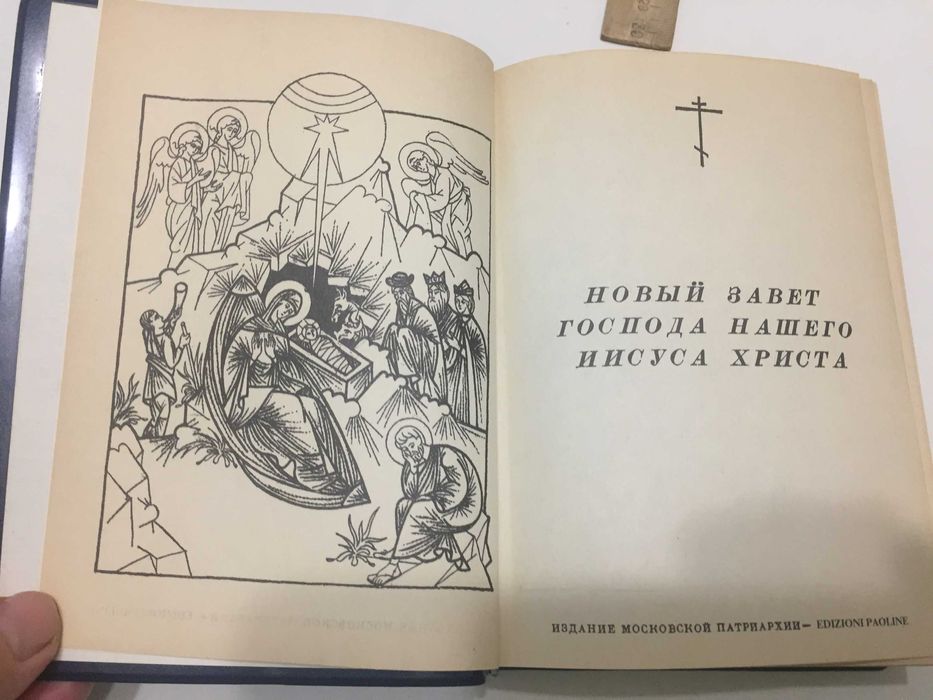 НОВЫЙ ЗАВЕТ
ГОСПОДА НАШЕГО
ИИСУСА ХРИСТА
ИЗДАНИЕ МОСКОВСКОЙ ПАТРИАРХИИ— EDIZIONI PAOLINE